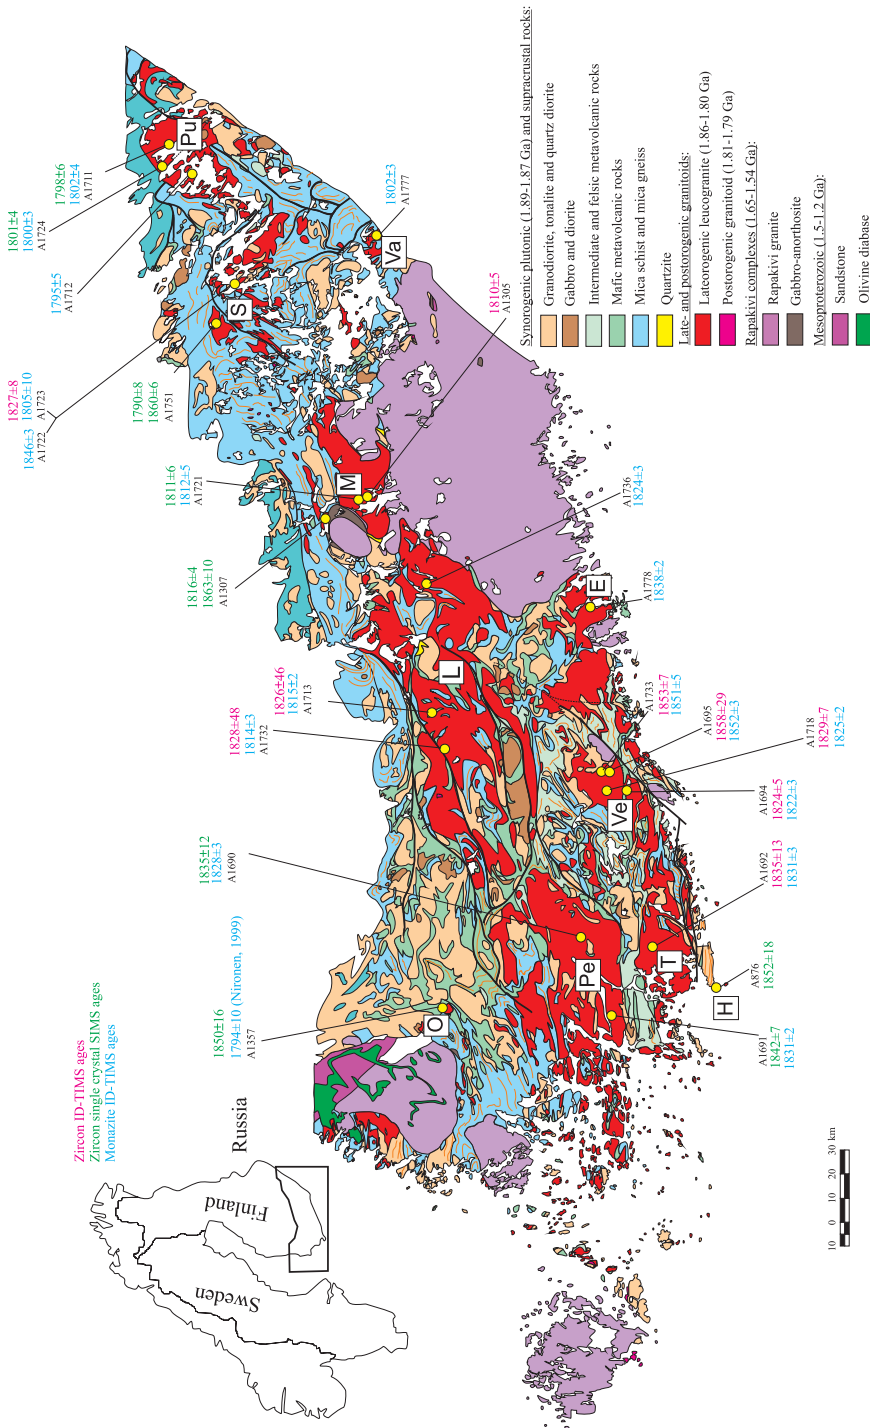 Zircon ID-TIMS ages
Zircon single crystal SIMS ages
Monazite ID-TIMS ages
Russia
Finland
Sweden
1850±16
1794±10 (Nironen, 1999)
A1357
1835±12
1828±3
A1690
1828±48
1814±3
A1732
1826±46
1815±2
A1713
1816±4
1863±10
A1307
1811±6
1812±5
A1721
1790±8
1860±6
A1751
1827±8
1846±3 1805±10
A1722 A1723
1795±5
A1712
1801±4
1800±3
A1724
1798±6
1802±4
A1711
1802±3
A1777
1810±5
A1305
A1736
1824±3
A1778
1838±2
A1733
1853±7
1851±5
A1695
1858±29
1852±3
A1718
1829±7
1825±2
A1694
1824±5
1822±3
A1692
1835±13
1831±3
A876
1852±18
A1691
1842±7
1831±2
O
Pe
H
T
Ve
L
E
M
S
Pu
Va
10 0 10 20 30 km
Synorogenic plutonic (1.89-1.87 Ga) and supracrustal rocks:
Granodiorite, tonalite and quartz diorite
Gabbro and diorite
Intermediate and felsic metavolcanic rocks
Mafic metavolcanic rocks
Mica schist and mica gneiss
Quartzite
Late- and postorogenic granitoids:
Lateorogenic leucogranite (1.86-1.80 Ga)
Postorogenic granitoid (1.81-1.79 Ga)
Rapakivi complexes (1.65-1.54 Ga):
Rapakivi granite
Gabbro-anorthosite
Mesoproterozoic (1.5-1.2 Ga):
Sandstone
Olivine diabase